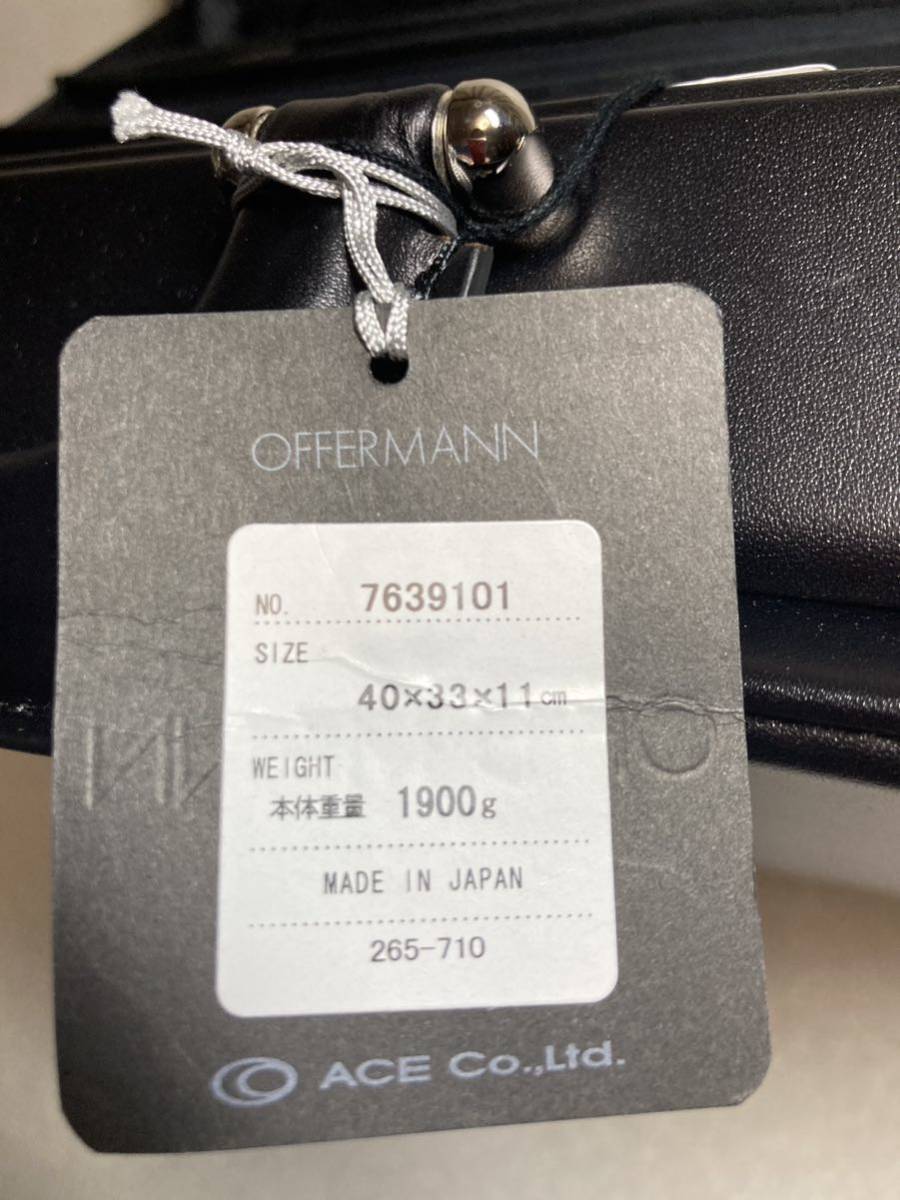 OFFERMANN
NO. 7639101
SIZE
40×33×11cm
WEIGHT
本体重量 1900g
MADE IN JAPAN
265-710
ACE Co.,Ltd.